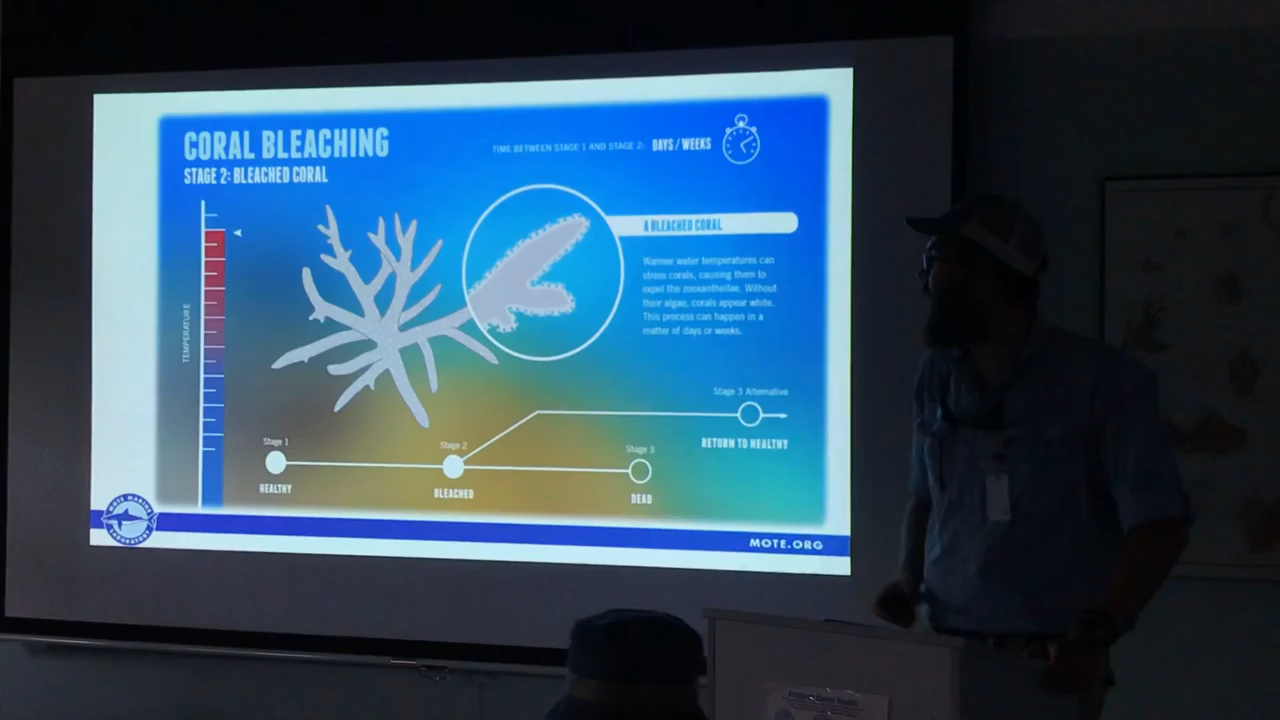 CORAL BLEACHING
STAGE 2: BLEACHED CORAL
TIME BETWEEN STAGE 1 AND STAGE 2: DAYS / WEEKS
TEMPERATURE
A BLEACHED CORAL
Warmer water temperatures can
stress corals, causing them to
expel the zooxanthellae. Without
their algae, corals appear white.
This process can happen in a
matter of days or weeks.
Stage 3 Alternative
RETURN TO HEALTHY
Stage 1
HEALTHY
Stage 2
BLEACHED
Stage 3
DEAD
MOTE MARINE
LABORATORY
MOTE.ORG